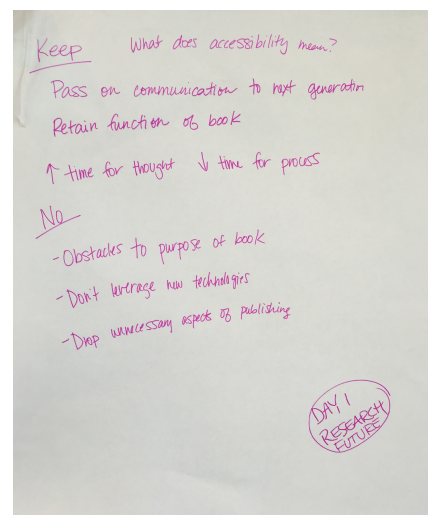 Keep What does accessibility mean?
Pass on communication to next generation
Retain function of book
↑ time for thought ↓ time for process
No
- Obstacles to purpose of book
- Don't leverage new technologies
- Drop unnecessary aspects of publishing
DAY 1
RESEARCH
FUTURE